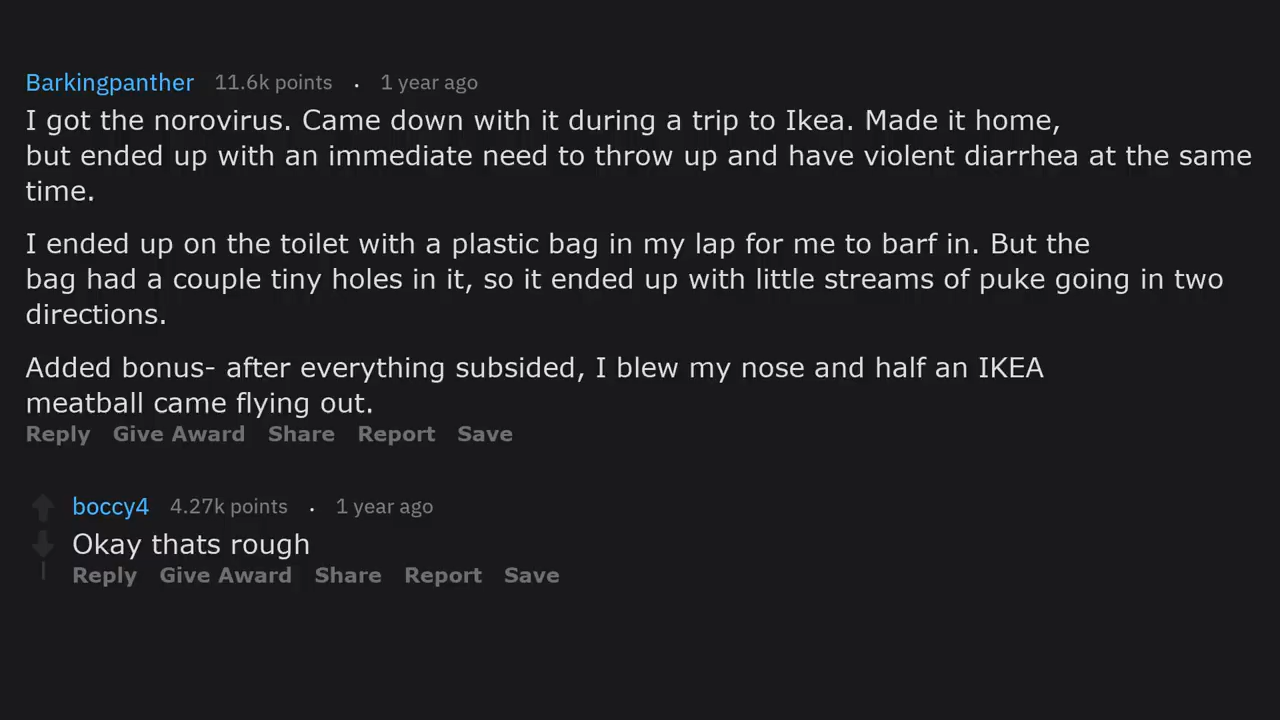 Barkingpanther 11.6k points . 1 year ago
I got the norovirus. Came down with it during a trip to Ikea. Made it home,
but ended up with an immediate need to throw up and have violent diarrhea at the same
time.
I ended up on the toilet with a plastic bag in my lap for me to barf in. But the
bag had a couple tiny holes in it, so it ended up with little streams of puke going in two
directions.
Added bonus- after everything subsided, I blew my nose and half an IKEA
meatball came flying out.
Reply Give Award Share Report Save
boccy4 4.27k points . 1 year ago
Okay thats rough
Reply Give Award Share Report Save